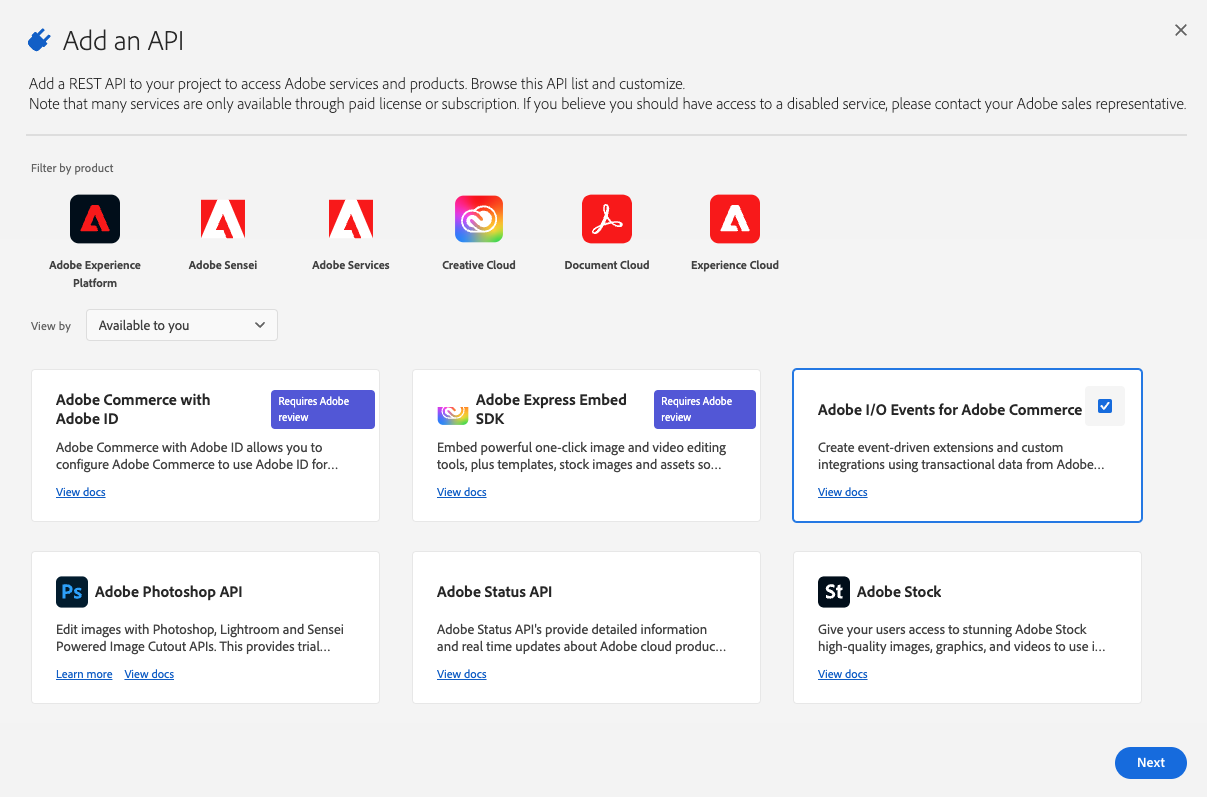 Add an API
Add a REST API to your project to access Adobe services and products. Browse this API list and customize.
Note that many services are only available through paid license or subscription. If you believe you should have access to a disabled service, please contact your Adobe sales representative.
Filter by product
Adobe Experience
Platform
Adobe Sensei
Adobe Services
Creative Cloud
Document Cloud
Experience Cloud
View by
Available to you
Adobe Commerce with
Adobe ID
Requires Adobe
review
Adobe Commerce with Adobe ID allows you to
configure Adobe Commerce to use Adobe ID for...
View docs
Adobe Express Embed
SDK
Requires Adobe
review
Embed powerful one-click image and video editing
tools, plus templates, stock images and assets so...
View docs
Adobe I/O Events for Adobe Commerce
Create event-driven extensions and custom
integrations using transactional data from Adobe...
View docs
Ps
Adobe Photoshop API
Edit images with Photoshop, Lightroom and Sensei
Powered Image Cutout APIs. This provides trial...
Learn more
View docs
Adobe Status API
Adobe Status API's provide detailed information
and real time updates about Adobe cloud produc...
View docs
St
Adobe Stock
Give your users access to stunning Adobe Stock
high-quality images, graphics, and videos to use i...
View docs
Next